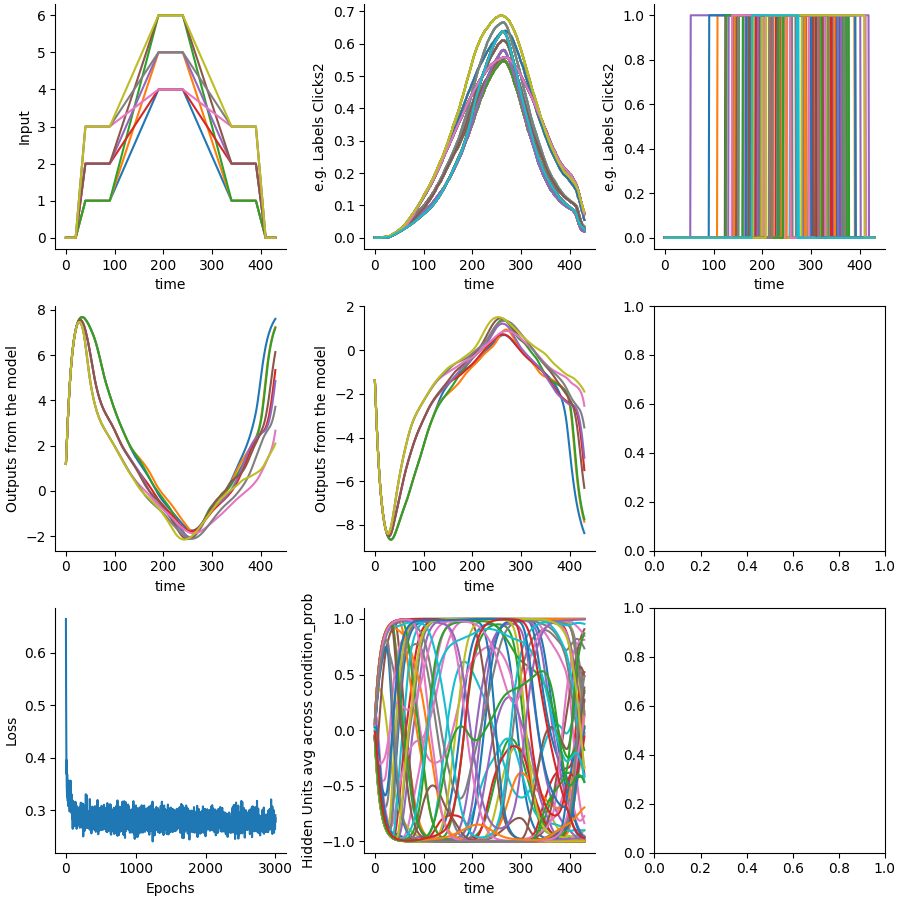 6
5
4
3
2
1
0
Input
0 100 200 300 400
time
0.7
0.6
0.5
0.4
0.3
0.2
0.1
0.0
e.g. Labels Clicks2
0 100 200 300 400
time
1.0
0.8
0.6
0.4
0.2
0.0
e.g. Labels Clicks2
0 100 200 300 400
time
8
6
4
2
0
−2
Outputs from the model
0 100 200 300 400
time
2
0
−2
−4
−6
−8
Outputs from the model
0 100 200 300 400
time
1.0
0.8
0.6
0.4
0.2
0.0
0.0 0.2 0.4 0.6 0.8 1.0
0.6
0.5
0.4
0.3
Loss
0 1000 2000 3000
Epochs
1.0
0.5
0.0
−0.5
−1.0
Hidden Units avg across condition_prob
0 100 200 300 400
time
1.0
0.8
0.6
0.4
0.2
0.0
0.0 0.2 0.4 0.6 0.8 1.0